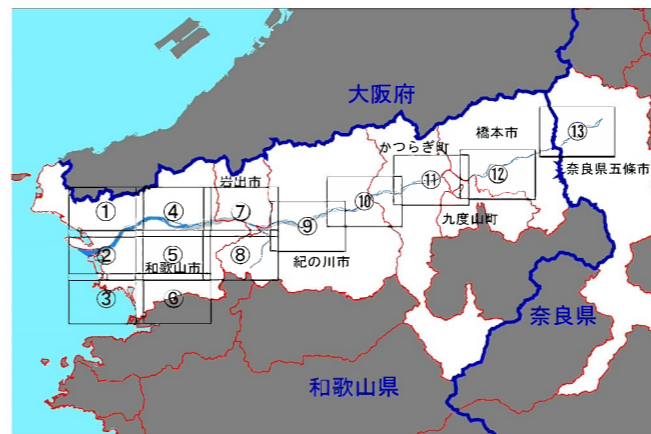 大阪府
橋本市
⑬
かつらぎ町
奈良県五條市
岩出市
⑫
⑪
⑩
①
④
⑦
⑨
九度山町
②
⑤
⑧
和歌山市
紀の川市
③
⑥
奈良県
和歌山県